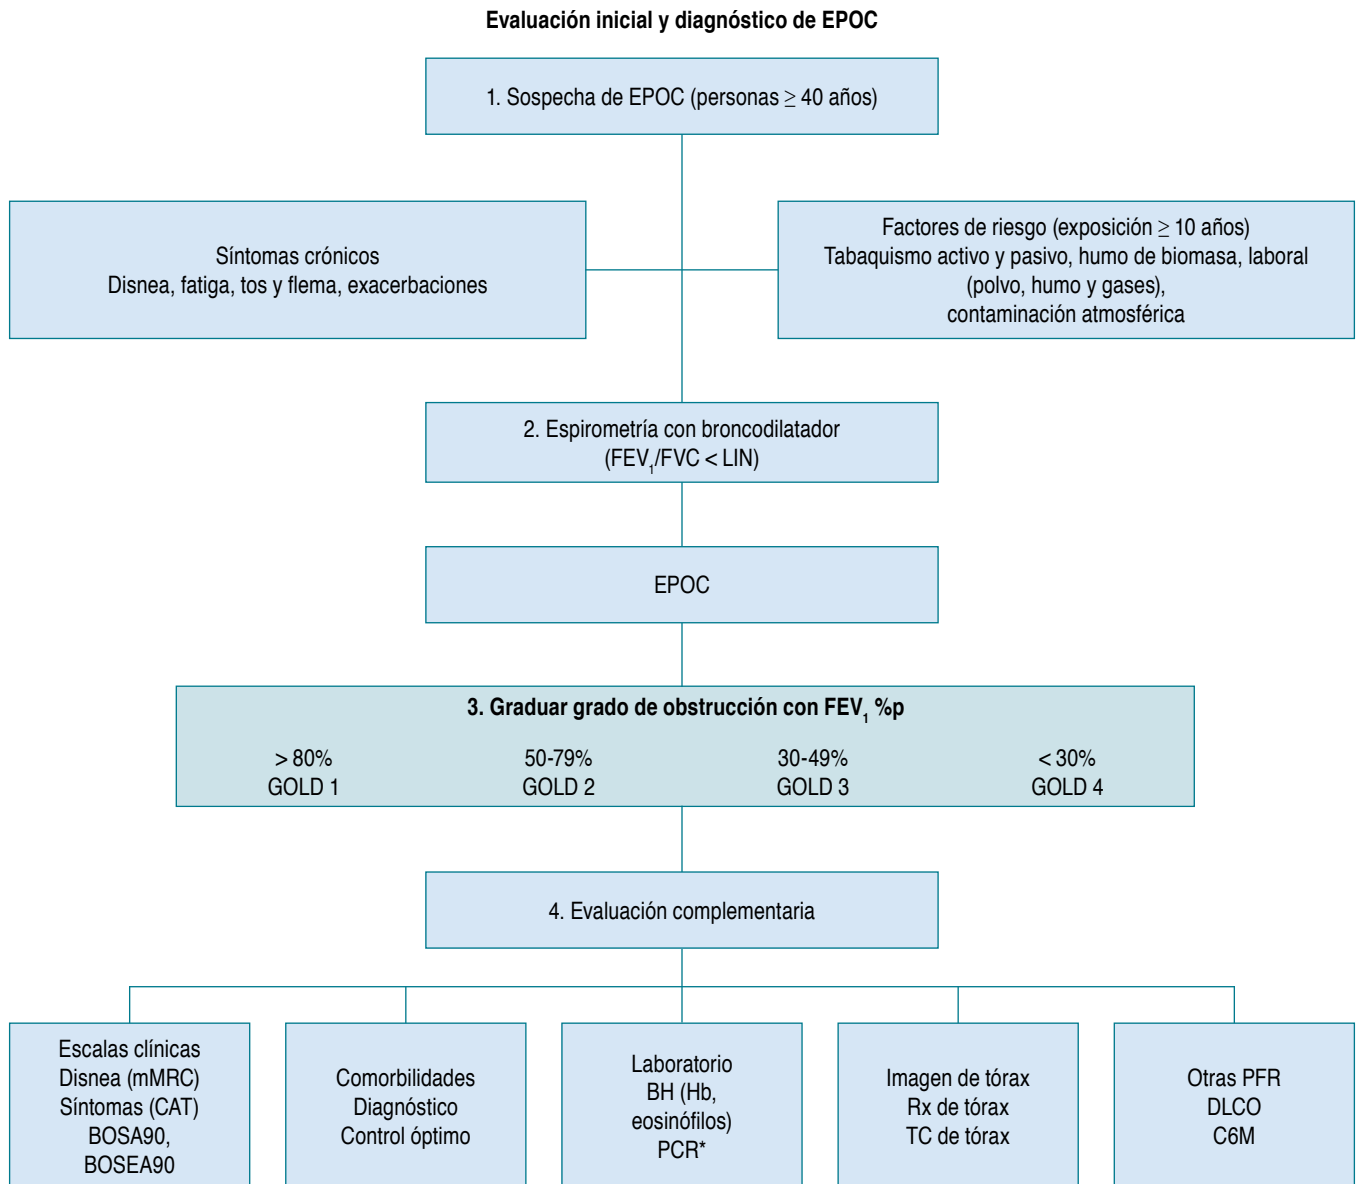 Evaluación inicial y diagnóstico de EPOC
1. Sospecha de EPOC (personas ≥ 40 años)
Síntomas crónicos
Disnea, fatiga, tos y flema, exacerbaciones
Factores de riesgo (exposición ≥ 10 años)
Tabaquismo activo y pasivo, humo de biomasa, laboral
(polvo, humo y gases),
contaminación atmosférica
2. Espirometría con broncodilatador
(FEV₁/FVC < LIN)
EPOC
3. Graduar grado de obstrucción con FEV₁ %p
> 80% 50-79% 30-49% < 30%
GOLD 1 GOLD 2 GOLD 3 GOLD 4
4. Evaluación complementaria
Escalas clínicas
Disnea (mMRC)
Síntomas (CAT)
BOSA90,
BOSEA90
Comorbilidades
Diagnóstico
Control óptimo
Laboratorio
BH (Hb,
eosinófilos)
PCR*
Imagen de tórax
Rx de tórax
TC de tórax
Otras PFR
DLCO
C6M